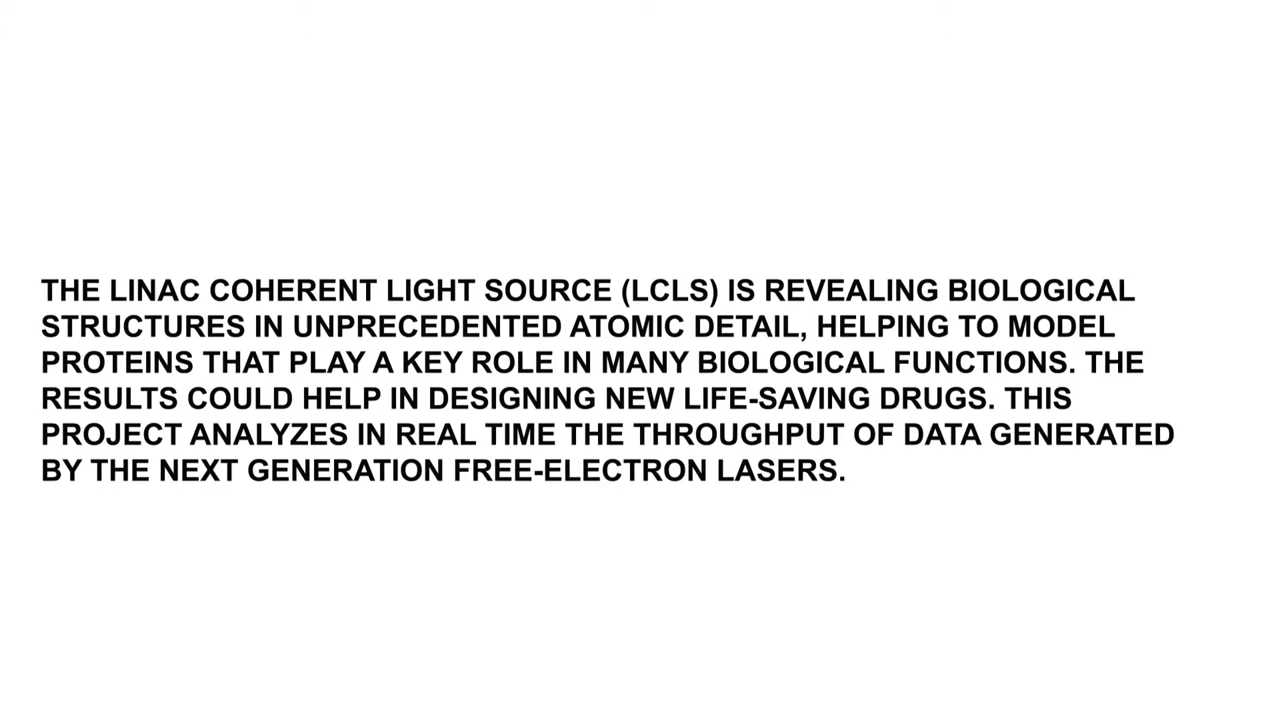 THE LINAC COHERENT LIGHT SOURCE (LCLS) IS REVEALING BIOLOGICAL
STRUCTURES IN UNPRECEDENTED ATOMIC DETAIL, HELPING TO MODEL
PROTEINS THAT PLAY A KEY ROLE IN MANY BIOLOGICAL FUNCTIONS. THE
RESULTS COULD HELP IN DESIGNING NEW LIFE-SAVING DRUGS. THIS
PROJECT ANALYZES IN REAL TIME THE THROUGHPUT OF DATA GENERATED
BY THE NEXT GENERATION FREE-ELECTRON LASERS.